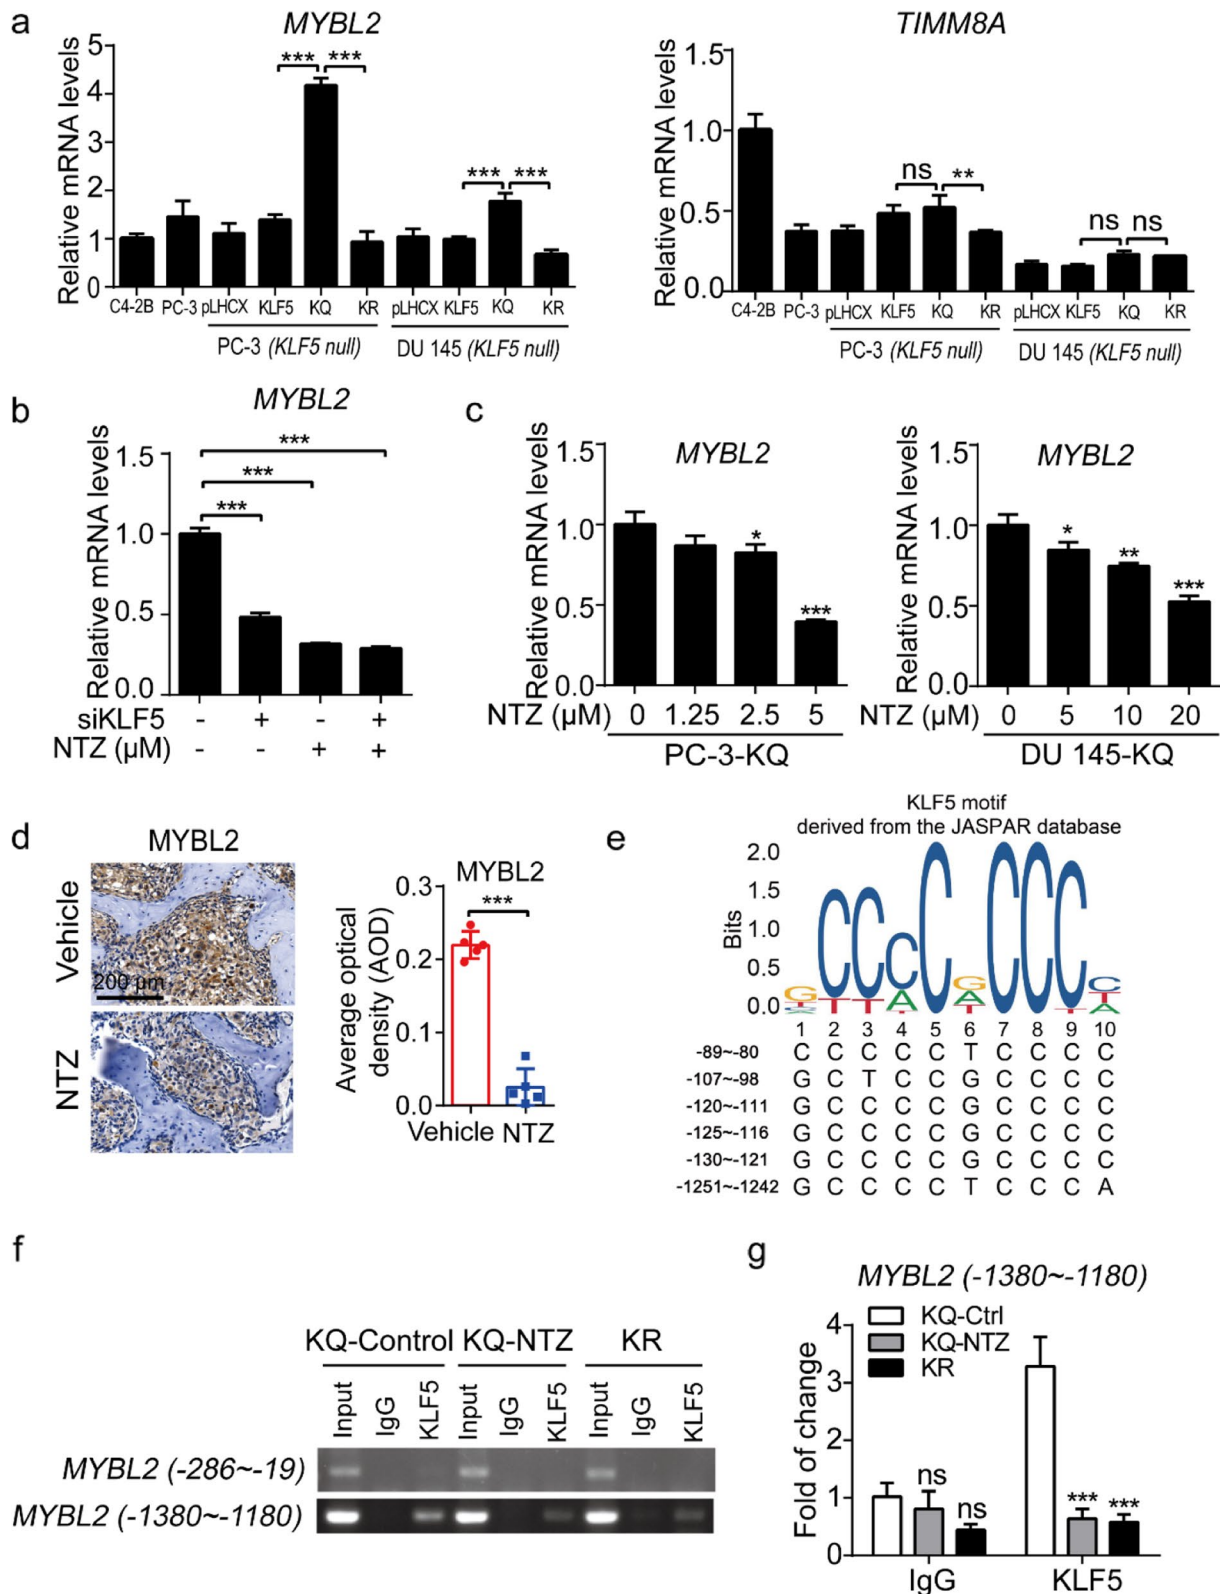 a
MYBL2
Relative mRNA levels
5
4
3
2
1
0
*** ***
*** ***
C4-2B PC-3 pLHCX KLF5 KQ KR pLHCX KLF5 KQ KR
PC-3 (KLF5 null) DU 145 (KLF5 null)
TIMM8A
Relative mRNA levels
1.5
1.0
0.5
0.0
ns **
ns ns
C4-2B PC-3 pLHCX KLF5 KQ KR pLHCX KLF5 KQ KR
PC-3 (KLF5 null) DU 145 (KLF5 null)
b
MYBL2
Relative mRNA levels
1.5
1.0
0.5
0.0
***
***
***
siKLF5 - + - +
NTZ (μM) - - + +
c
MYBL2
Relative mRNA levels
1.5
1.0
0.5
0.0
*
***
NTZ (μM) 0 1.25 2.5 5
PC-3-KQ
MYBL2
Relative mRNA levels
1.5
1.0
0.5
0.0
*
**
***
NTZ (μM) 0 5 10 20
DU 145-KQ
d
MYBL2
Vehicle
200 μm
NTZ
MYBL2
Average optical
density (AOD)
0.3
0.2
0.1
0.0
***
Vehicle NTZ
e
KLF5 motif
derived from the JASPAR database
Bits
2.0
1.5
1.0
0.5
0.0
1 2 3 4 5 6 7 8 9 10
-89~-80 C C C C C T C C C C
-107~-98 G C T C C G C C C C
-120~-111 G C C C C G C C C C
-125~-116 G C C C C G C C C C
-130~-121 G C C C C G C C C C
-1251~-1242 G C C C C T C C C A
f
KQ-Control KQ-NTZ KR
Input IgG KLF5 Input IgG KLF5 Input IgG KLF5
MYBL2 (-286~-19)
MYBL2 (-1380~-1180)
g
MYBL2 (-1380~-1180)
Fold of change
4
3
2
1
0
KQ-Ctrl
KQ-NTZ
KR
ns
ns
*** ***
IgG KLF5